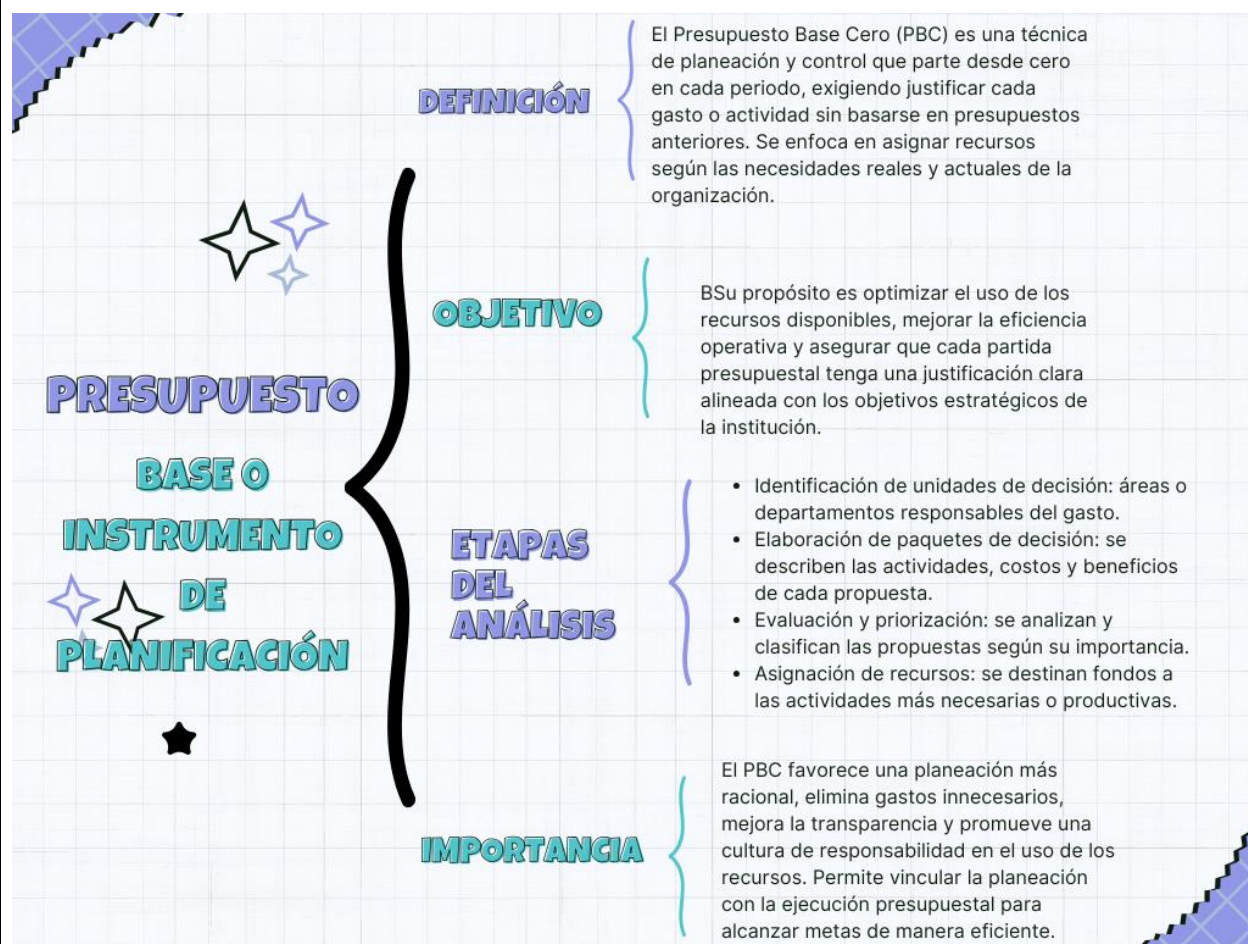 PRESUPUESTO
BASE O
INSTRUMENTO
DE
PLANIFICACIÓN
DEFINICIÓN
El Presupuesto Base Cero (PBC) es una técnica
de planeación y control que parte desde cero
en cada periodo, exigiendo justificar cada
gasto o actividad sin basarse en presupuestos
anteriores. Se enfoca en asignar recursos
según las necesidades reales y actuales de la
organización.
OBJETIVO
BSu propósito es optimizar el uso de los
recursos disponibles, mejorar la eficiencia
operativa y asegurar que cada partida
presupuestal tenga una justificación clara
alineada con los objetivos estratégicos de
la institución.
ETAPAS
DEL
ANÁLISIS
• Identificación de unidades de decisión: áreas o
departamentos responsables del gasto.
• Elaboración de paquetes de decisión: se
describen las actividades, costos y beneficios
de cada propuesta.
• Evaluación y priorización: se analizan y
clasifican las propuestas según su importancia.
• Asignación de recursos: se destinan fondos a
las actividades más necesarias o productivas.
IMPORTANCIA
El PBC favorece una planeación más
racional, elimina gastos innecesarios,
mejora la transparencia y promueve una
cultura de responsabilidad en el uso de los
recursos. Permite vincular la planeación
con la ejecución presupuestal para
alcanzar metas de manera eficiente.